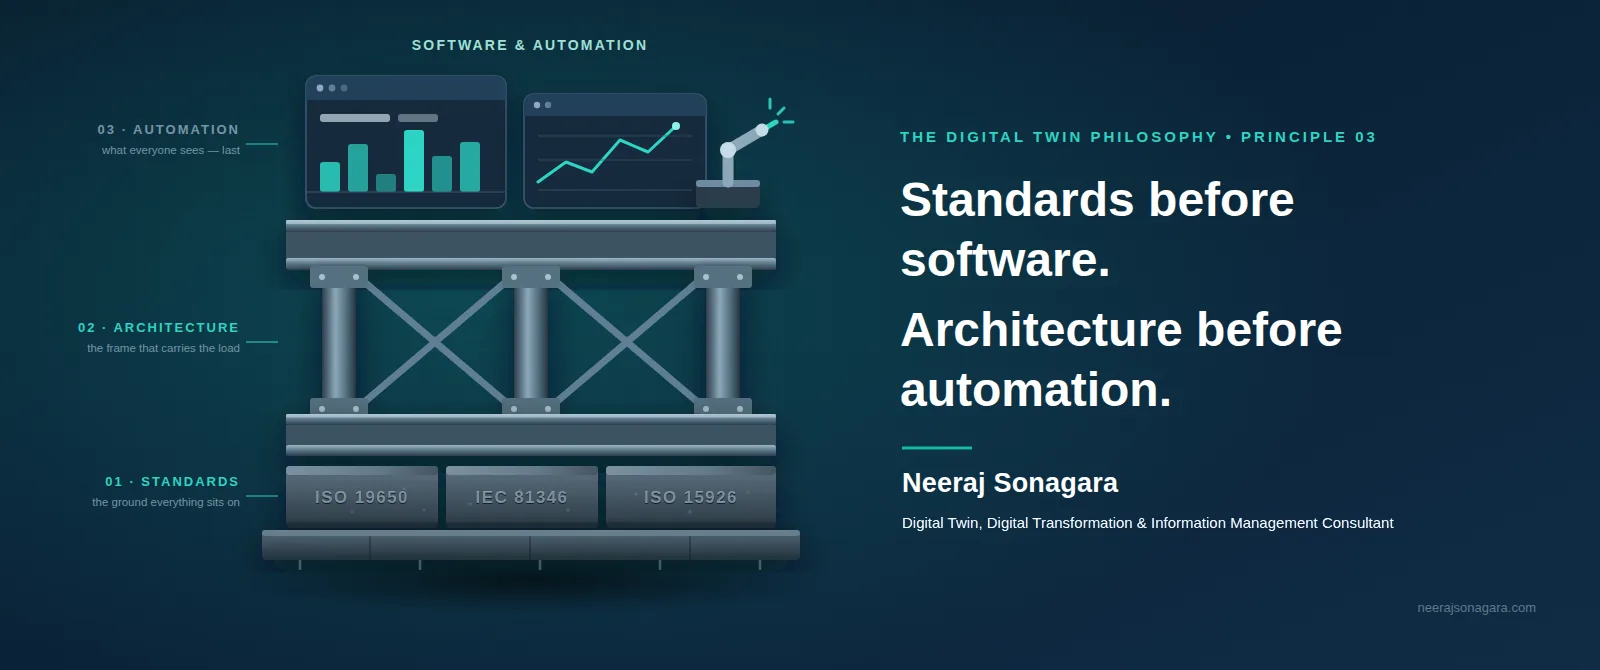 SOFTWARE & AUTOMATION
03 · AUTOMATION
what everyone sees — last
02 · ARCHITECTURE
the frame that carries the load
01 · STANDARDS
the ground everything sits on
ISO 19650
IEC 81346
ISO 15926
THE DIGITAL TWIN PHILOSOPHY • PRINCIPLE 03
Standards before
software.
Architecture before
automation.
Neeraj Sonagara
Digital Twin, Digital Transformation & Information Management Consultant
neerajsonagara.com